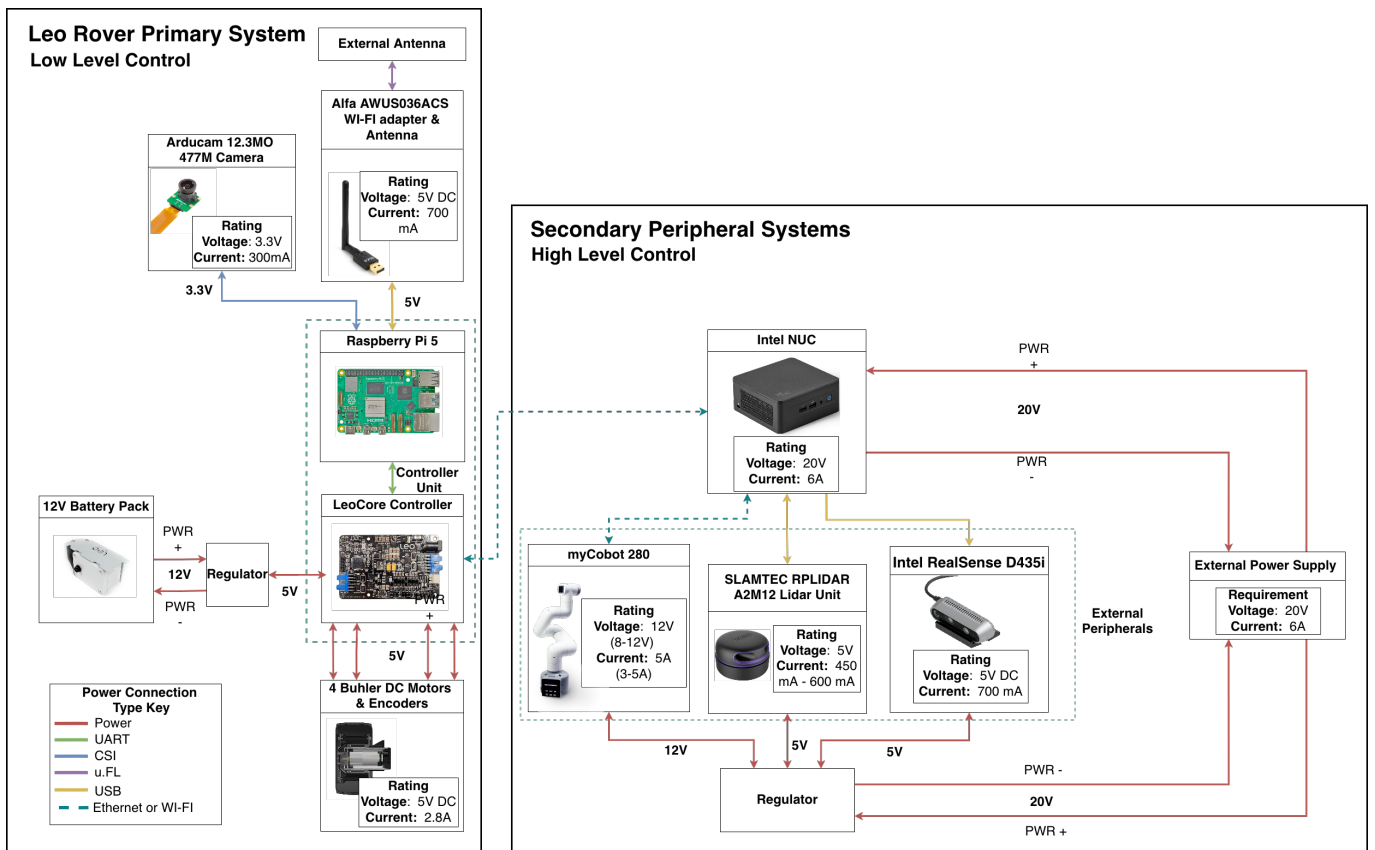 Leo Rover Primary System
Low Level Control
External Antenna
Alfa AWUS036ACS
WI-FI adapter &
Antenna
Rating
Voltage: 5V DC
Current: 700
mA
Arducam 12.3MO
477M Camera
Rating
Voltage: 3.3V
Current: 300mA
3.3V
5V
Raspberry Pi 5
Controller
Unit
LeoCore Controller
leo
PWR
+
12V Battery Pack
PWR
+
12V
PWR
-
Regulator
5V
5V
4 Buhler DC Motors
& Encoders
Rating
Voltage: 5V DC
Current: 2.8A
Power Connection
Type Key
Power
UART
CSI
u.FL
USB
Ethernet or WI-FI
Secondary Peripheral Systems
High Level Control
Intel NUC
Rating
Voltage: 20V
Current: 6A
PWR
+
20V
PWR
-
myCobot 280
Rating
Voltage: 12V
(8-12V)
Current: 5A
(3-5A)
SLAMTEC RPLIDAR
A2M12 Lidar Unit
Rating
Voltage: 5V
Current: 450
mA - 600 mA
Intel RealSense D435i
Rating
Voltage: 5V DC
Current: 700 mA
External
Peripherals
External Power Supply
Requirement
Voltage: 20V
Current: 6A
12V
5V
5V
Regulator
PWR -
20V
PWR +